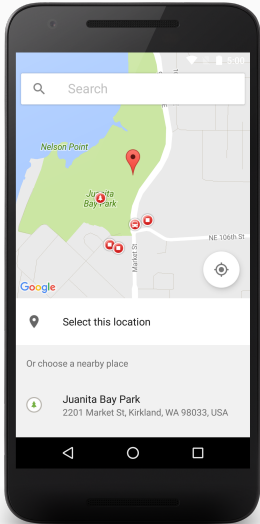 5:00
Search
Nelson Point
Juanita
Bay Park
NE 106th St
Market St
Google
Select this location
Or choose a nearby place
Juanita Bay Park
2201 Market St, Kirkland, WA 98033, USA